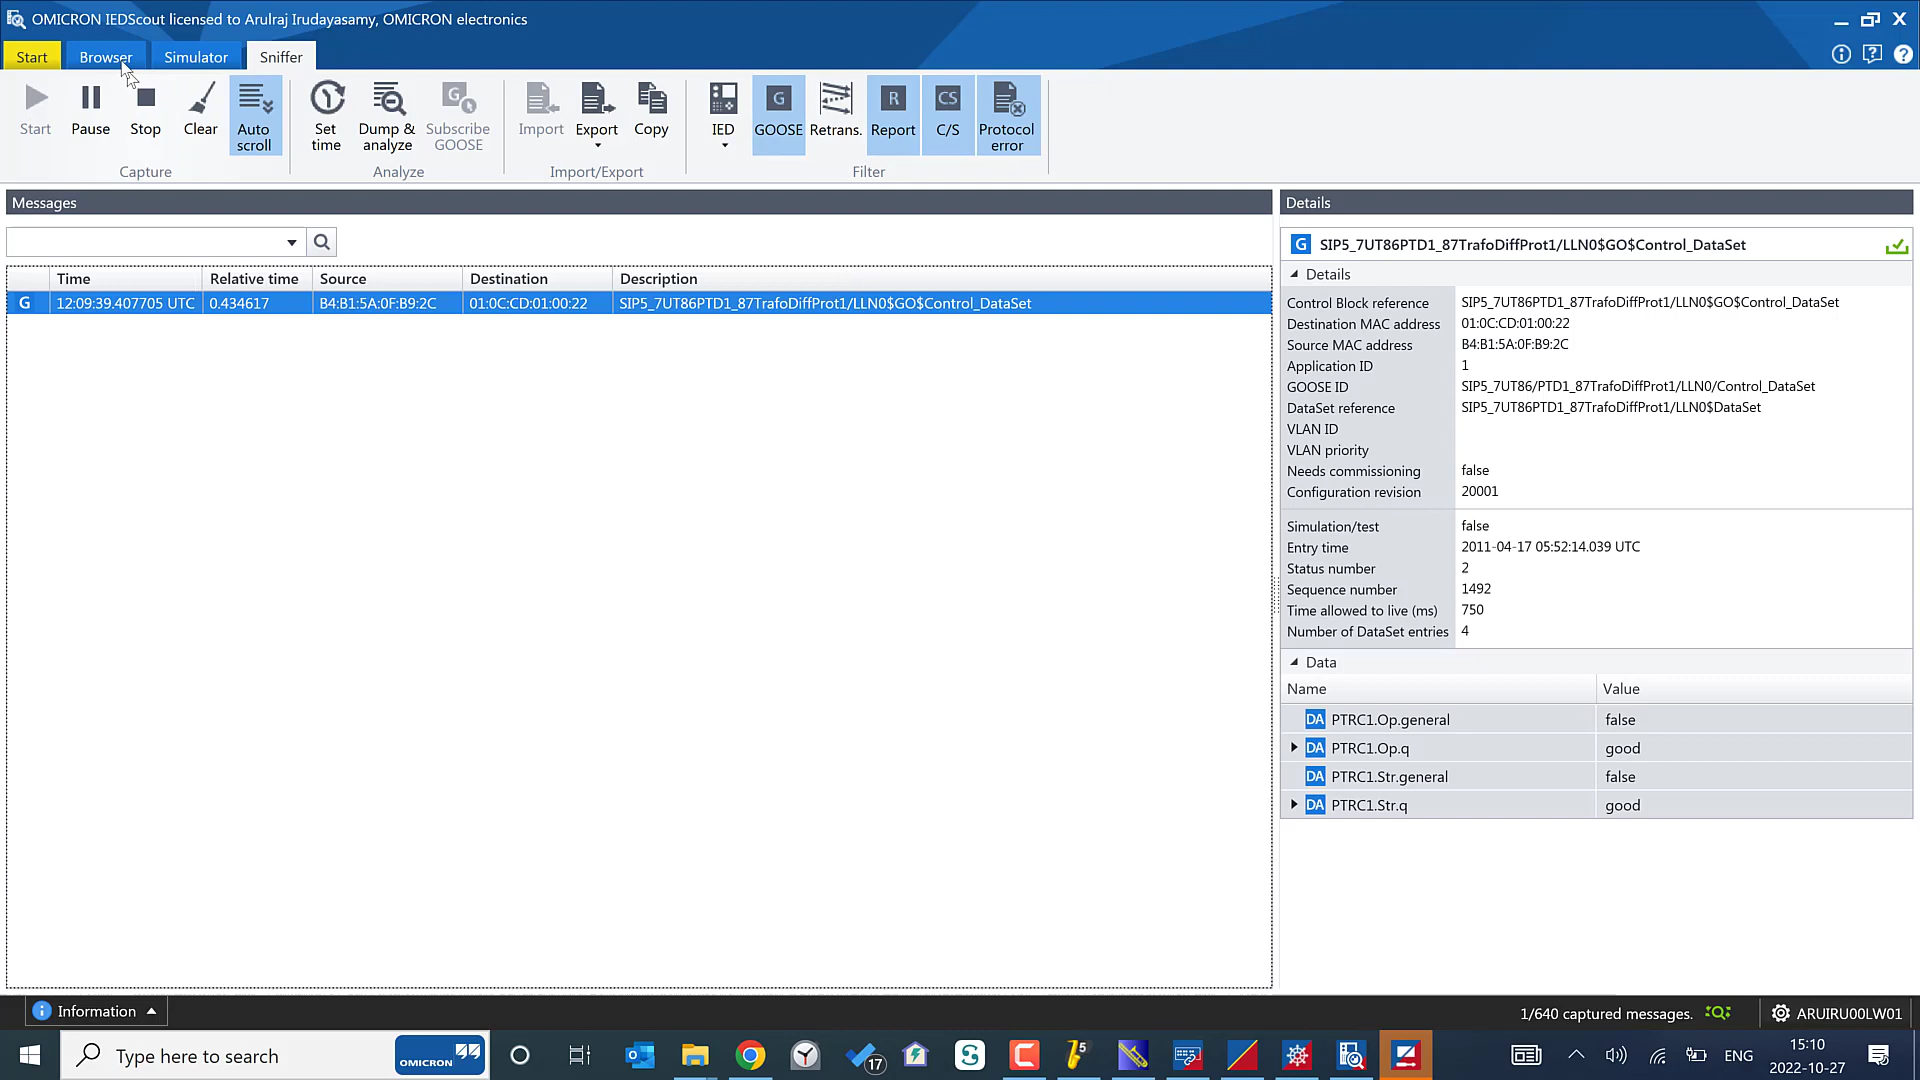 OMICRON IEDScout licensed to Arulraj Irudayasamy, OMICRON electronics
Start Browser Simulator Sniffer
Start Pause Stop Clear Auto scroll Set time Dump & analyze Subscribe GOOSE Import Export Copy IED G GOOSE Retrans. R Report CS C/S Protocol error
Capture Analyze Import/Export Filter
Messages
Time Relative time Source Destination Description
G 12:09:39.407705 UTC 0.434617 B4:B1:5A:0F:B9:2C 01:0C:CD:01:00:22 SIP5_7UT86PTD1_87TrafoDiffProt1/LLN0$GO$Control_DataSet
Details
G SIP5_7UT86PTD1_87TrafoDiffProt1/LLN0$GO$Control_DataSet
Details
Control Block reference SIP5_7UT86PTD1_87TrafoDiffProt1/LLN0$GO$Control_DataSet
Destination MAC address 01:0C:CD:01:00:22
Source MAC address B4:B1:5A:0F:B9:2C
Application ID 1
GOOSE ID SIP5_7UT86/PTD1_87TrafoDiffProt1/LLN0/Control_DataSet
DataSet reference SIP5_7UT86PTD1_87TrafoDiffProt1/LLN0$DataSet
VLAN ID
VLAN priority
Needs commissioning false
Configuration revision 20001
Simulation/test false
Entry time 2011-04-17 05:52:14.039 UTC
Status number 2
Sequence number 1492
Time allowed to live (ms) 750
Number of DataSet entries 4
Data
Name Value
DA PTRC1.Op.general false
DA PTRC1.Op.q good
DA PTRC1.Str.general false
DA PTRC1.Str.q good
Information
1/640 captured messages. ARUIRU00LW01
Type here to search OMICRON
17
ENG
15:10
2022-10-27